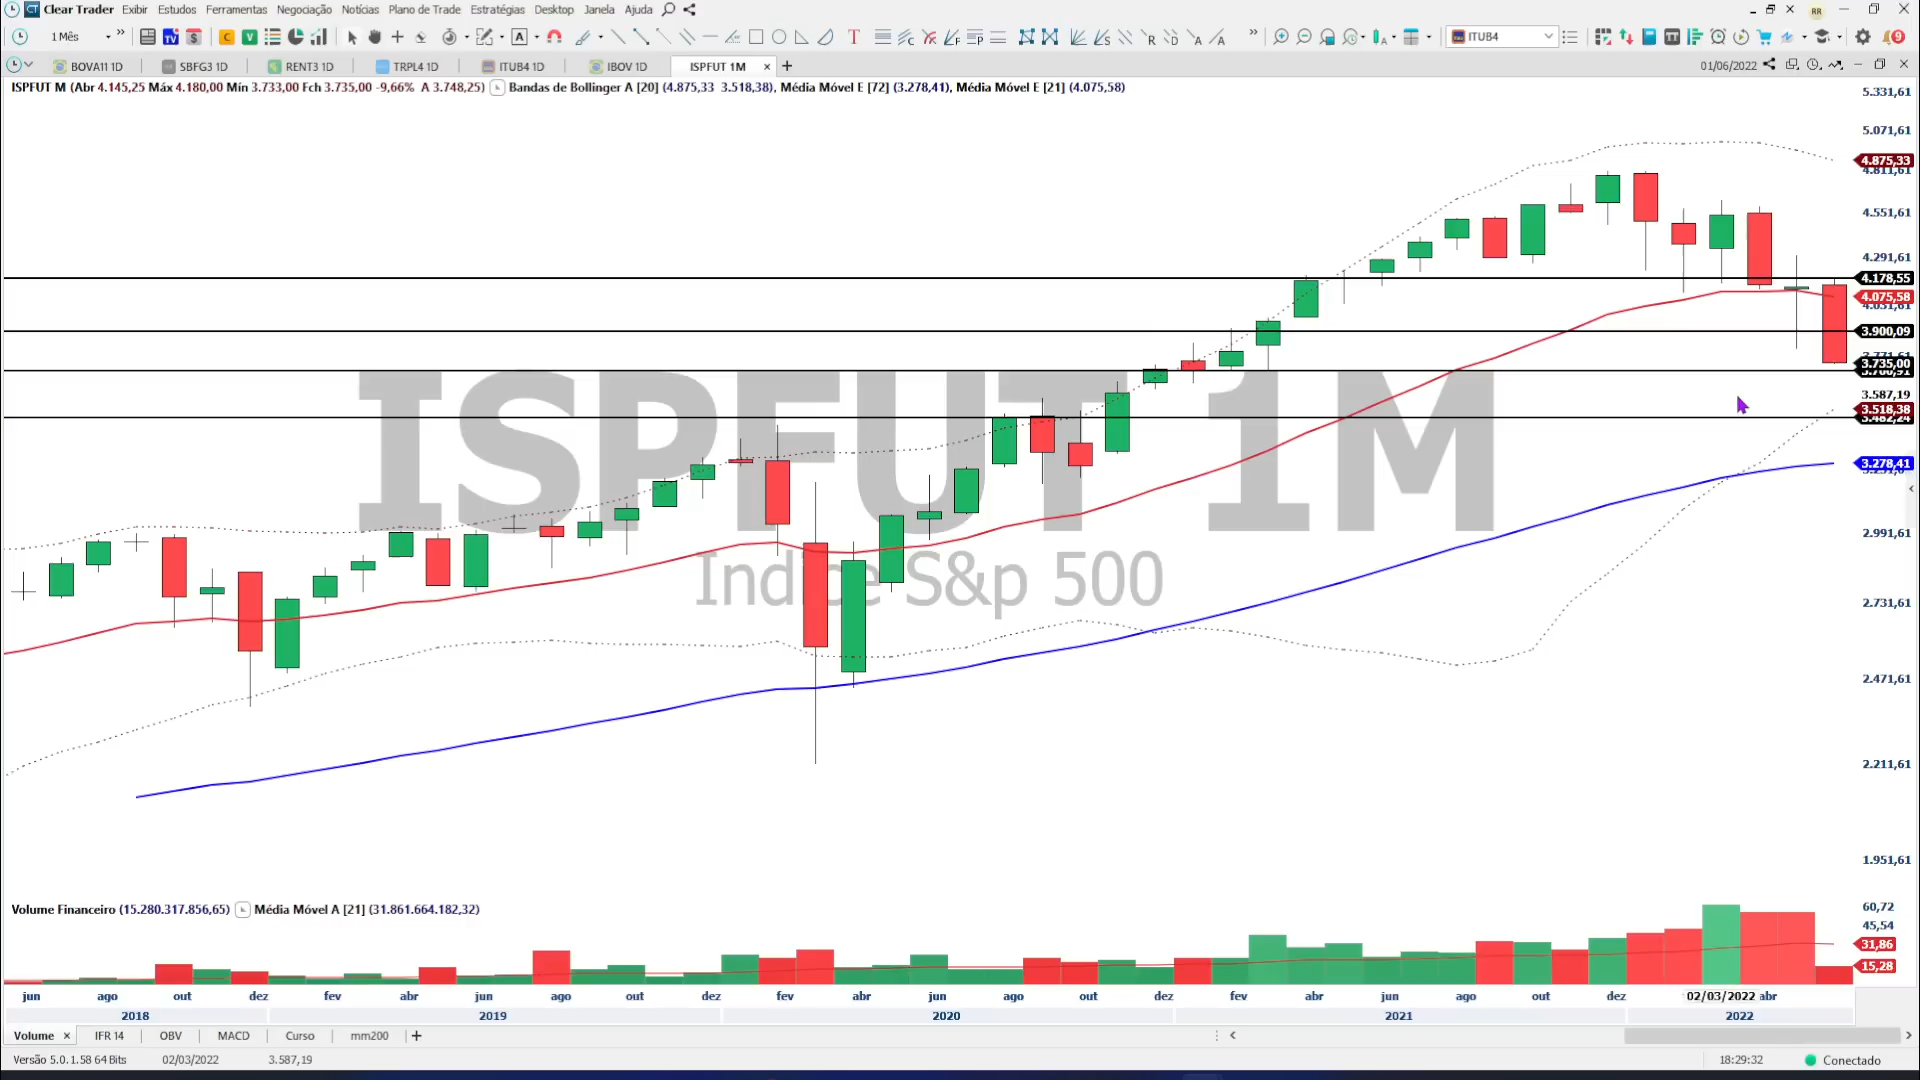 Clear Trader Exibir Estudos Ferramentas Negociação Notícias Plano de Trade Estratégias Desktop Janela Ajuda
1 Mês ITUB4
BOVA11 1D SBFG3 1D RENT3 1D TRPL4 1D ITUB4 1D IBOV 1D ISPFUT 1M 01/06/2022
ISPFUT M (Abr 4.145,25 Máx 4.180,00 Mín 3.733,00 Fch 3.735,00 -9,66% A 3.748,25) Bandas de Bollinger A [20] (4.875,33 3.518,38), Média Móvel E [72] (3.278,41), Média Móvel E [21] (4.075,58)
5.331,61
5.071,61
4.875,33
4.811,61
4.551,61
4.291,61
4.178,55
4.075,58
4.031,61
3.900,09
3.735,00
3.587,19
3.518,38
3.482,24
3.278,41
2.991,61
2.731,61
2.471,61
2.211,61
1.951,61
ISPFUT 1M
Indice S&p 500
Volume Financeiro (15.280.317.856,65) Média Móvel A [21] (31.861.664.182,32)
60,72
45,54
31,86
15,28
jun ago out dez fev abr jun ago out dez fev abr jun ago out dez fev abr jun ago out dez 02/03/2022 abr
2018 2019 2020 2021 2022
Volume IFR 14 OBV MACD Curso mm200
Versão 5.0.1.58 64 Bits 02/03/2022 3.587,19 18:29:32 Conectado